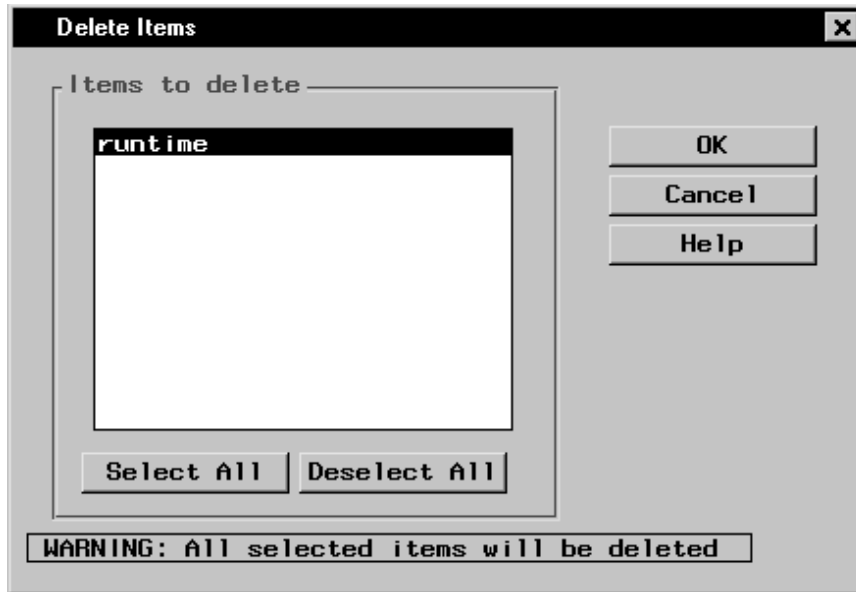 Delete Items
Items to delete
runtime
OK
Cancel
Help
Select All
Deselect All
WARNING: All selected items will be deleted